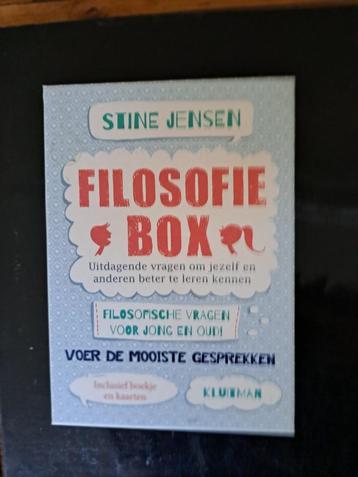 STINE JENSEN
FILOSOFIE
BOX
Uitdagende vragen om jezelf en
anderen beter te leren kennen
FILOSOFISCHE VRAGEN
VOOR JONG EN OUD!
VOER DE MOOISTE GESPREKKEN
Inclusief boekje
en kaarten
KLUITMAN